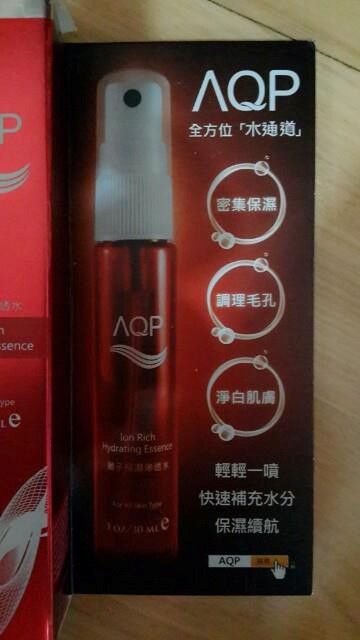 AQP
全方位「水通道」
密集保濕
調理毛孔
淨白肌膚
輕輕一噴
快速補充水分
保濕續航
AQP
AQP
Ion Rich
Hydrating Essence
For All Skin Type
1 OZ/30 ML e
P
ssence
ype
L e